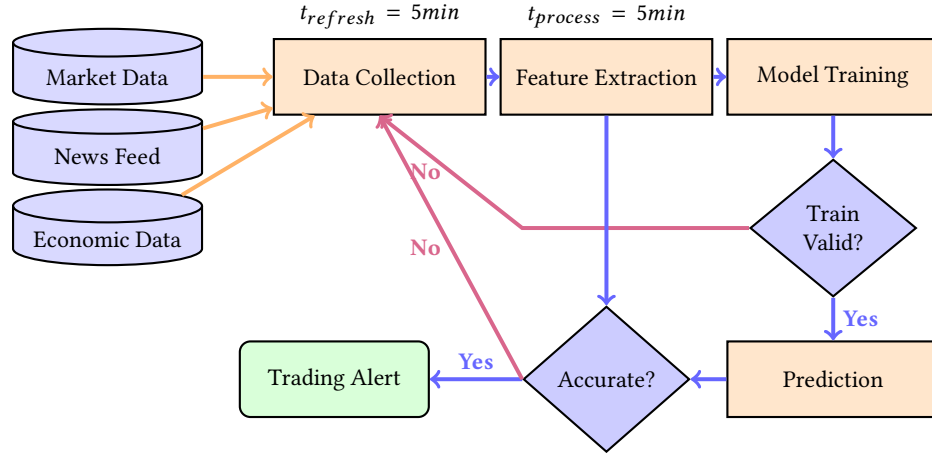 t_refresh = 5min
t_process = 5min
Market Data
Data Collection
Feature Extraction
Model Training
News Feed
No
Economic Data
Train
Valid?
No
Yes
Yes
Trading Alert
Accurate?
Prediction